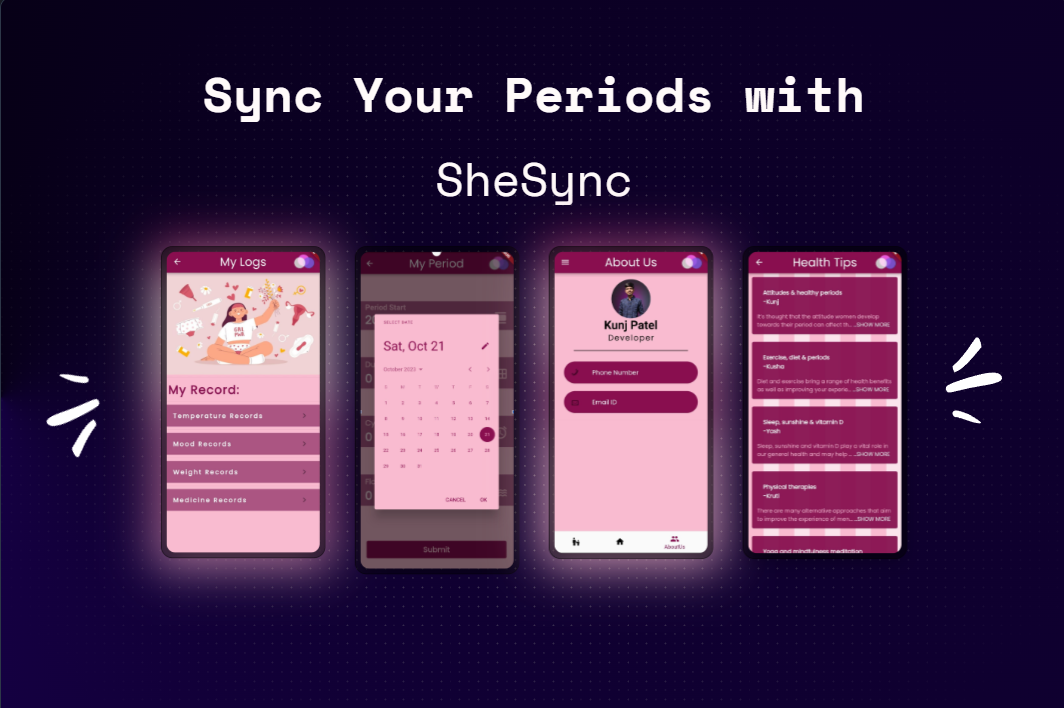 Sync Your Periods with
SheSync
My Logs
My Record:
Temperature Records
Mood Records
Weight Records
Medicine Records
My Period
Period Start
SELECT DATE
Sat, Oct 21
October 2023
S M T W T F S
1 2 3 4 5 6 7
8 9 10 11 12 13 14
15 16 17 18 19 20 21
22 23 24 25 26 27 28
29 30 31
CANCEL OK
Submit
About Us
Kunj Patel
Developer
Phone Number
Email ID
AboutUs
Health Tips
Attitudes & healthy periods
-Kunj
It's thought that the attitude women develop
towards their period can affect th... ...SHOW MORE
Exercise, diet & periods
-Kusha
Diet and exercise bring a range of health benefits
as well as improving your experie... ...SHOW MORE
Sleep, sunshine & vitamin D
-Yash
Sleep, sunshine and vitamin D play a vital role in
our general health and may help ... ...SHOW MORE
Physical therapies
-Kruti
There are many alternative approaches that aim
to improve the experience of men... ...SHOW MORE
Yoga and mindfulness meditation